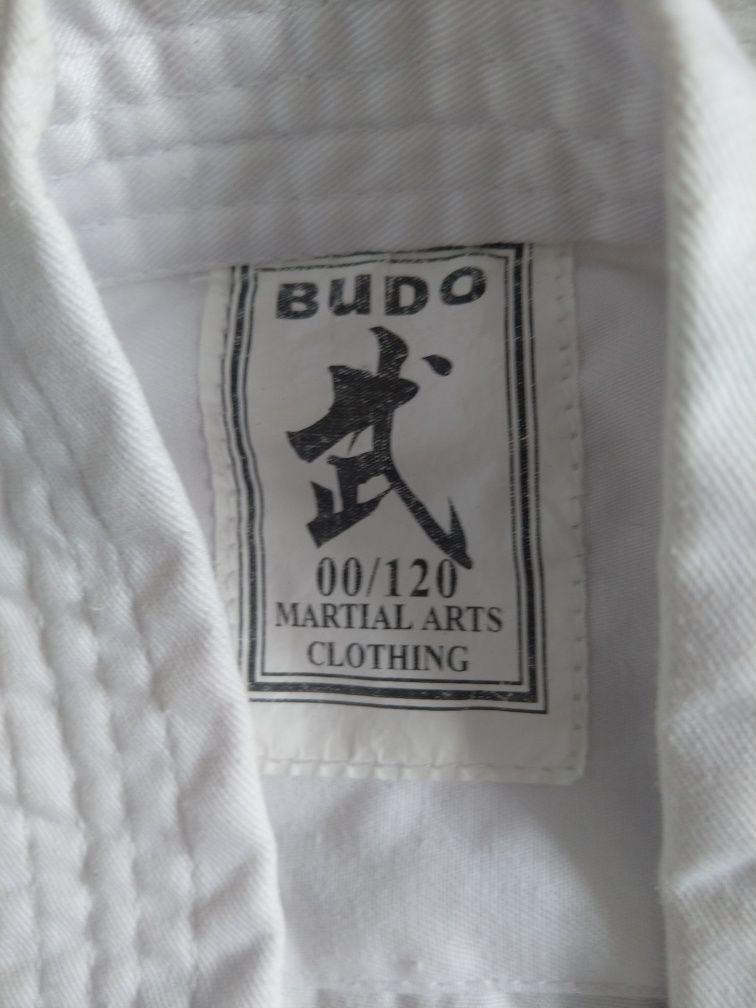 BUDO
武
00/120
MARTIAL ARTS
CLOTHING